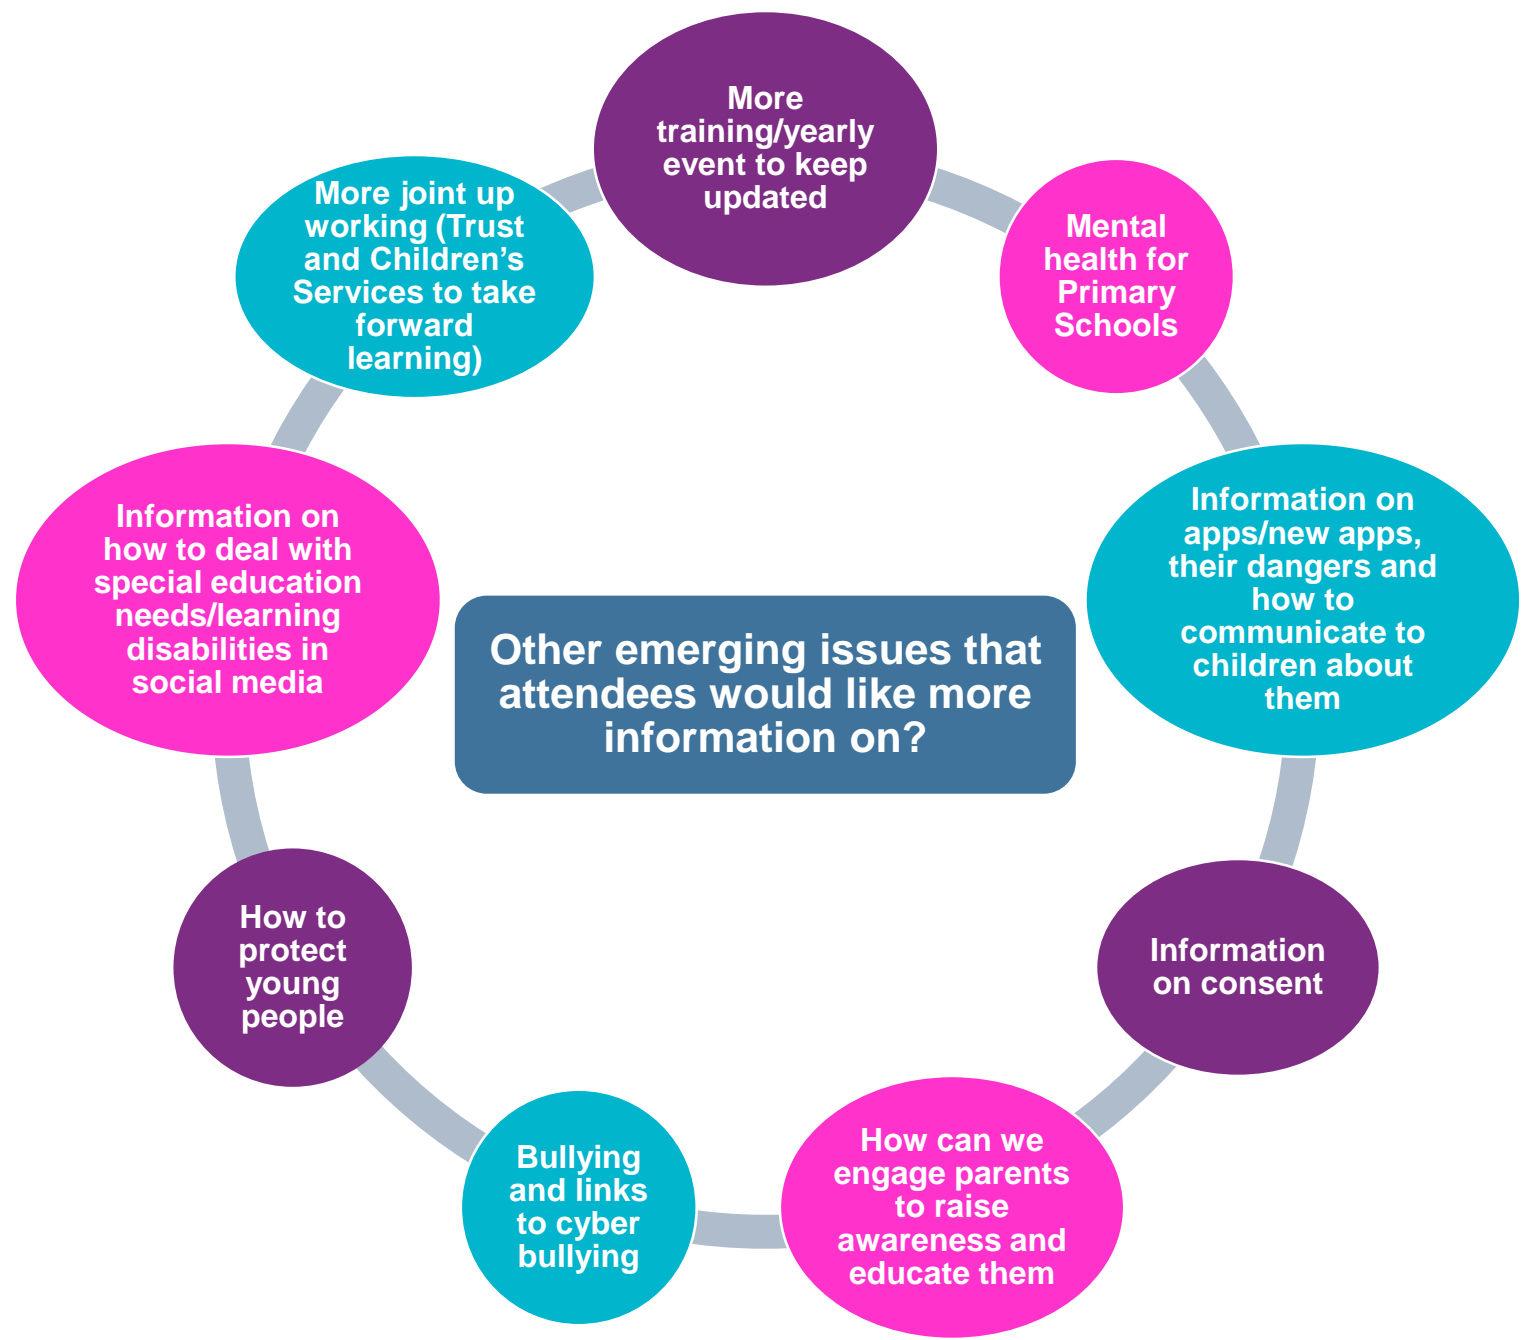 More
training/yearly
event to keep
updated
Mental
health for
Primary
Schools
Information on
apps/new apps,
their dangers and
how to
communicate to
children about
them
Information
on consent
How can we
engage parents
to raise
awareness and
educate them
Bullying
and links
to cyber
bullying
How to
protect
young
people
Information on
how to deal with
special education
needs/learning
disabilities in
social media
More joint up
working (Trust
and Children’s
Services to take
forward
learning)
Other emerging issues that
attendees would like more
information on?